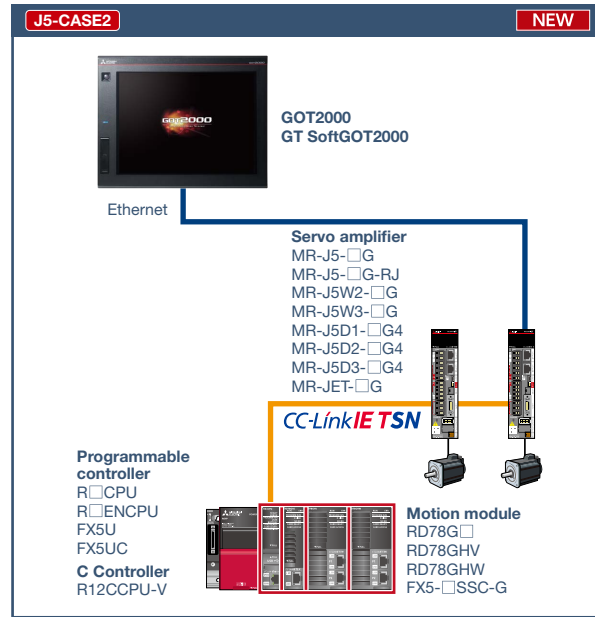 J5-CASE2
NEW
GOT2000
GOT2000
GT SoftGOT2000
Ethernet
Servo amplifier
MR-J5-□G
MR-J5-□G-RJ
MR-J5W2-□G
MR-J5W3-□G
MR-J5D1-□G4
MR-J5D2-□G4
MR-J5D3-□G4
MR-JET-□G
CC-Link IE TSN
Programmable
controller
R□CPU
R□ENCPU
FX5U
FX5UC
C Controller
R12CCPU-V
Motion module
RD78G□
RD78GHV
RD78GHW
FX5-□SSC-G